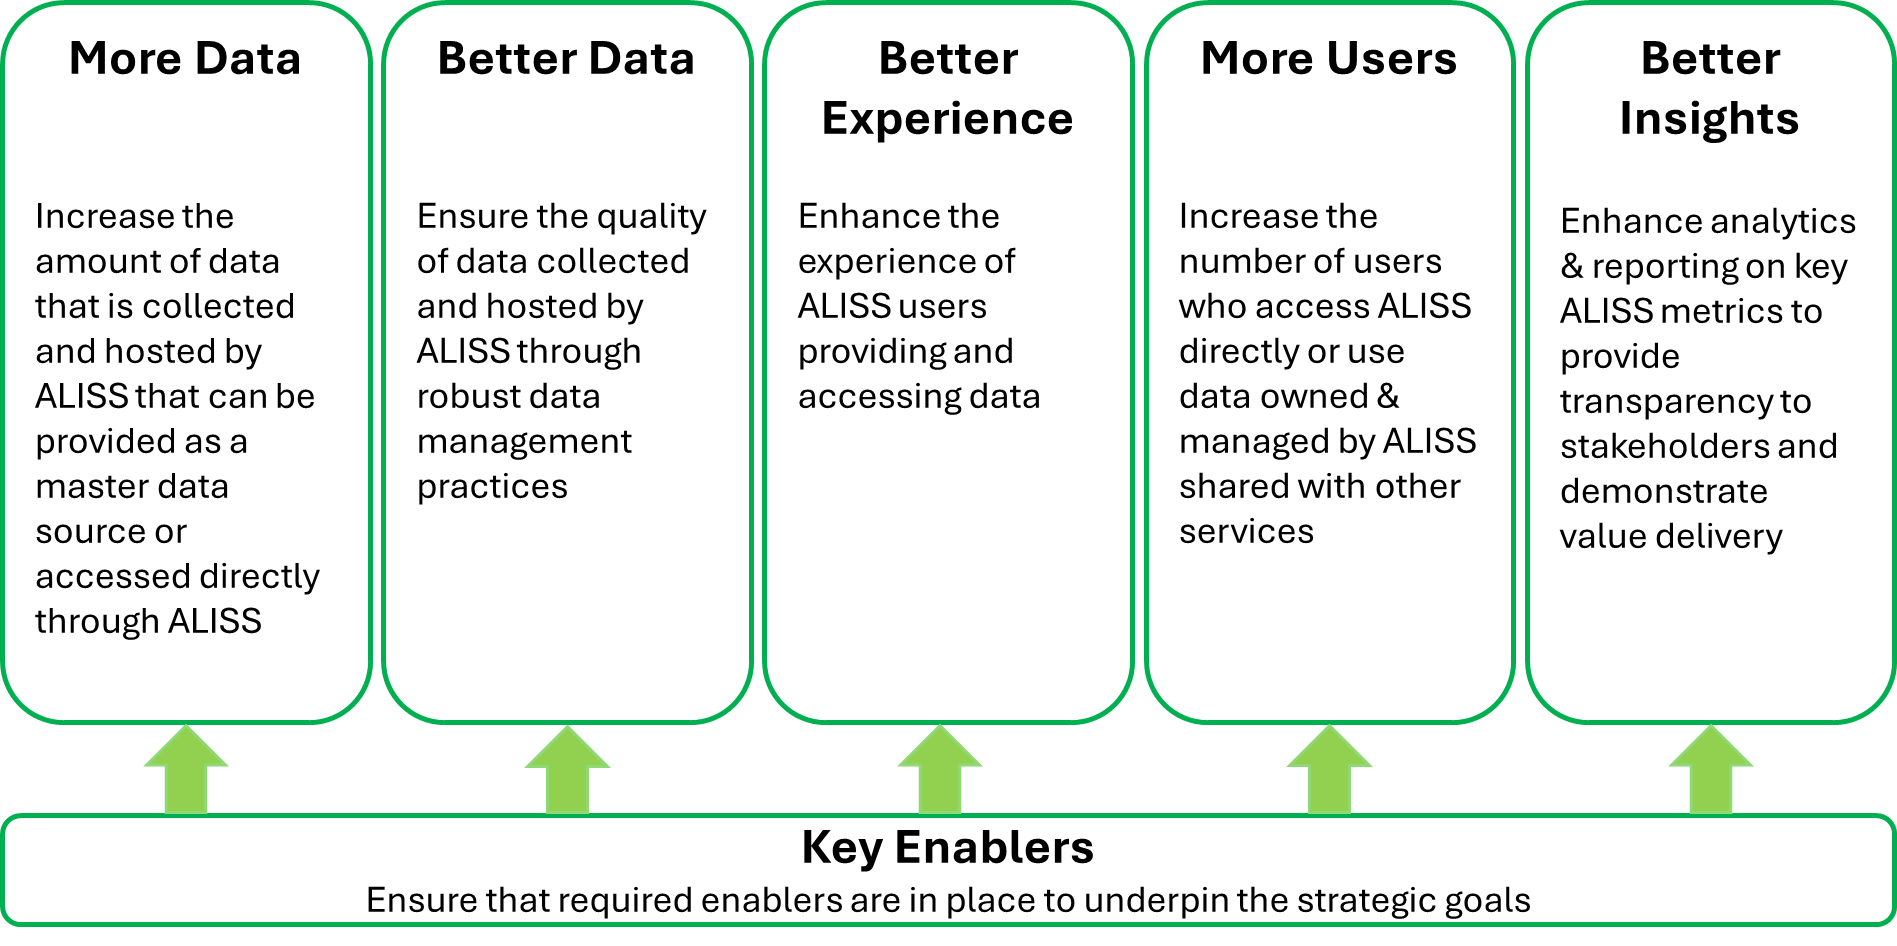 More Data
Increase the
amount of data
that is collected
and hosted by
ALISS that can be
provided as a
master data
source or
accessed directly
through ALISS
Better Data
Ensure the quality
of data collected
and hosted by
ALISS through
robust data
management
practices
Better
Experience
Enhance the
experience of
ALISS users
providing and
accessing data
More Users
Increase the
number of users
who access ALISS
directly or use
data owned &
managed by ALISS
shared with other
services
Better
Insights
Enhance analytics
& reporting on key
ALISS metrics to
provide
transparency to
stakeholders and
demonstrate
value delivery
Key Enablers
Ensure that required enablers are in place to underpin the strategic goals